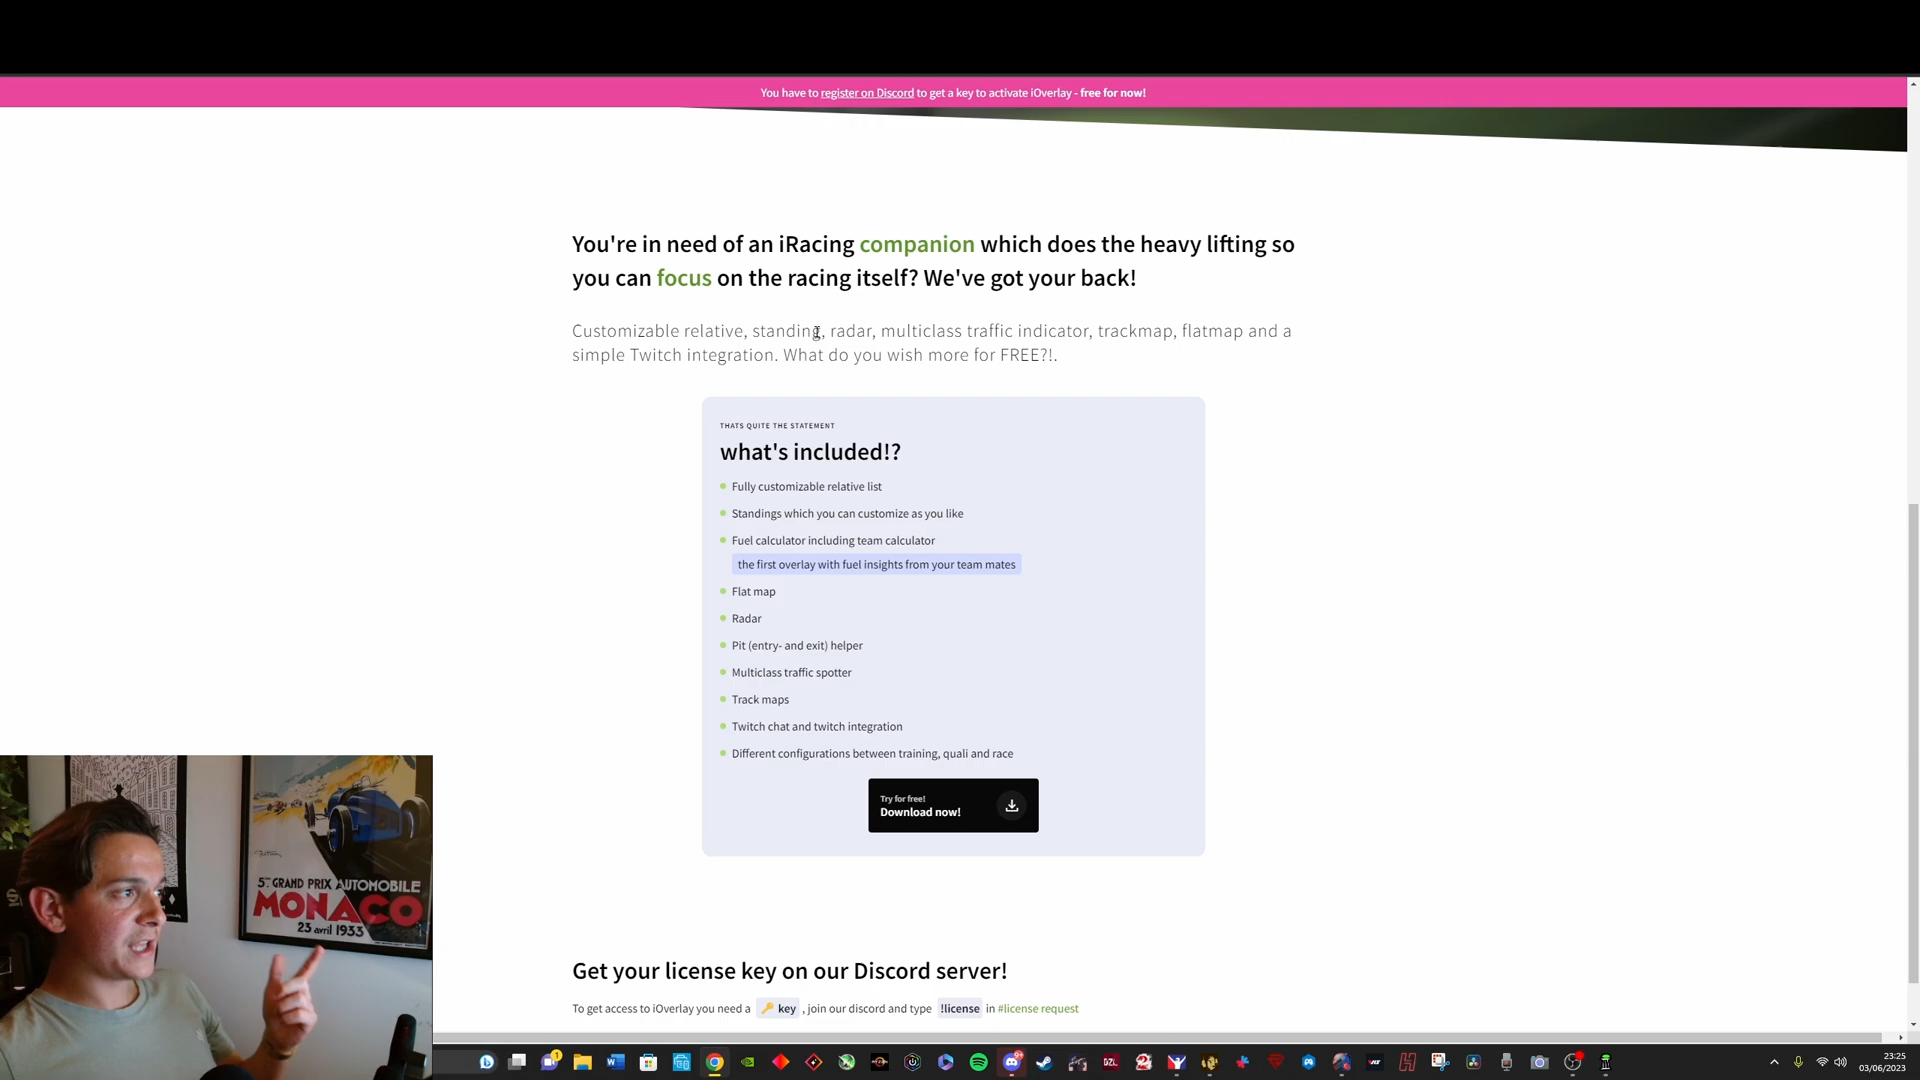 You have to register on Discord to get a key to activate iOverlay - free for now!
You're in need of an iRacing companion which does the heavy lifting so
you can focus on the racing itself? We've got your back!
Customizable relative, standing, radar, multiclass traffic indicator, trackmap, flatmap and a
simple Twitch integration. What do you wish more for FREE?!.
THATS QUITE THE STATEMENT
what's included!?
Fully customizable relative list
Standings which you can customize as you like
Fuel calculator including team calculator
the first overlay with fuel insights from your team mates
Flat map
Radar
Pit (entry- and exit) helper
Multiclass traffic spotter
Track maps
Twitch chat and twitch integration
Different configurations between training, quali and race
Try for free!
Download now!
5me GRAND PRIX AUTOMOBILE
MONACO
23 avril 1933
Get your license key on our Discord server!
To get access to iOverlay you need a 🔑 key , join our discord and type !license in #license request
23:25
03/06/2023